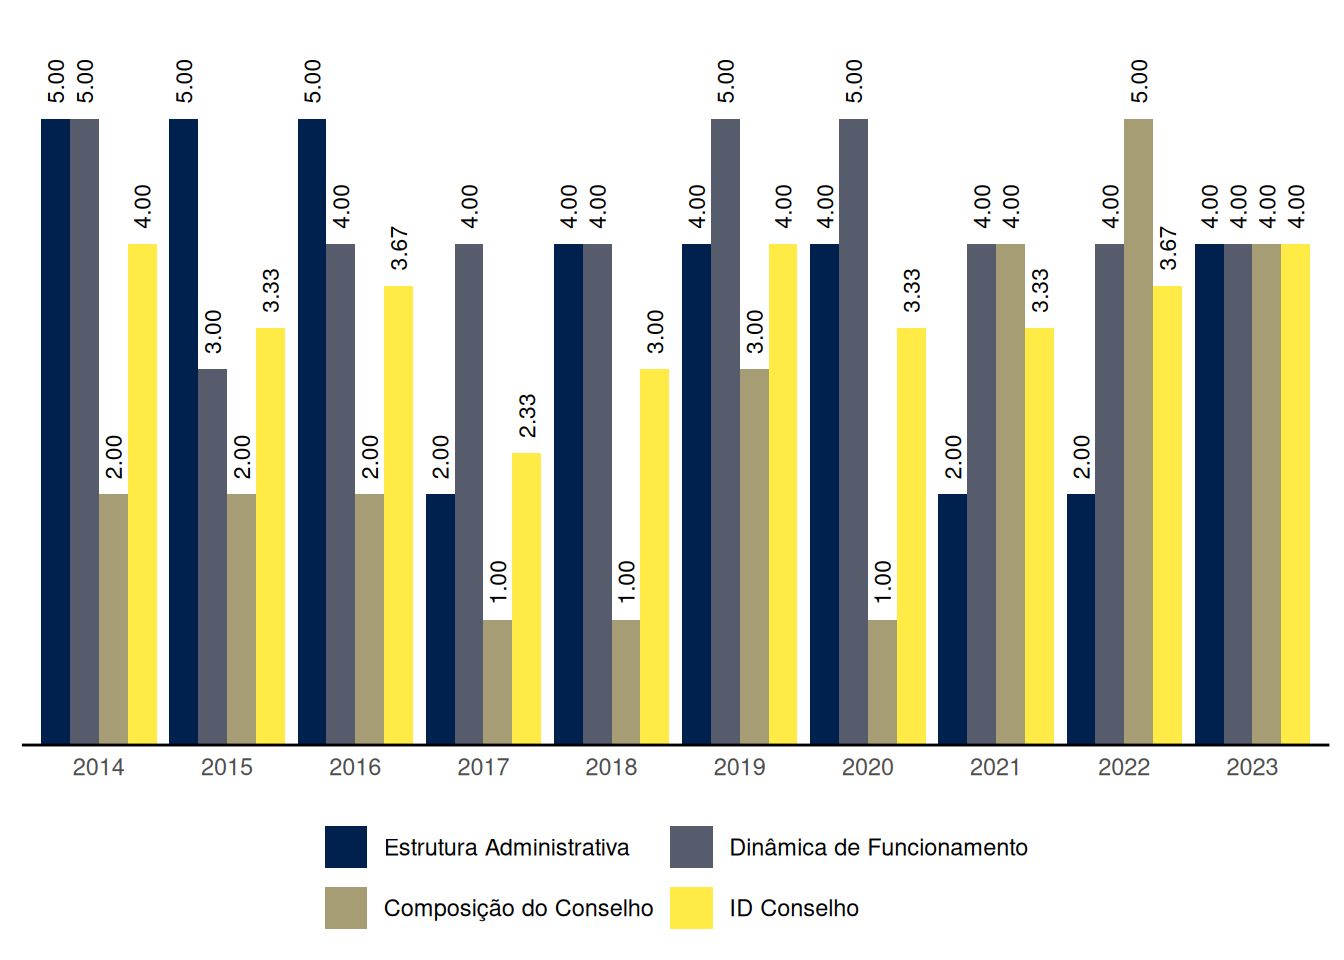 5.00 5.00 2.00 4.00 5.00 3.00 2.00 3.33 5.00 4.00 2.00 3.67 2.00 4.00 1.00 2.33 4.00 4.00 1.00 3.00 4.00 5.00 3.00 4.00 4.00 5.00 1.00 3.33 2.00 4.00 4.00 3.33 2.00 4.00 5.00 3.67 4.00 4.00 4.00 4.00
2014 2015 2016 2017 2018 2019 2020 2021 2022 2023
Estrutura Administrativa Dinâmica de Funcionamento
Composição do Conselho ID Conselho